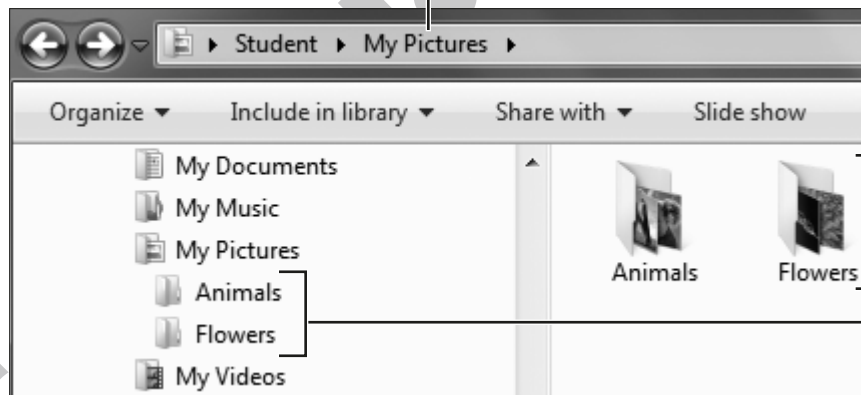 Student My Pictures
Organize Include in library Share with Slide show
My Documents
My Music
My Pictures
Animals
Flowers
My Videos
Animals Flowers